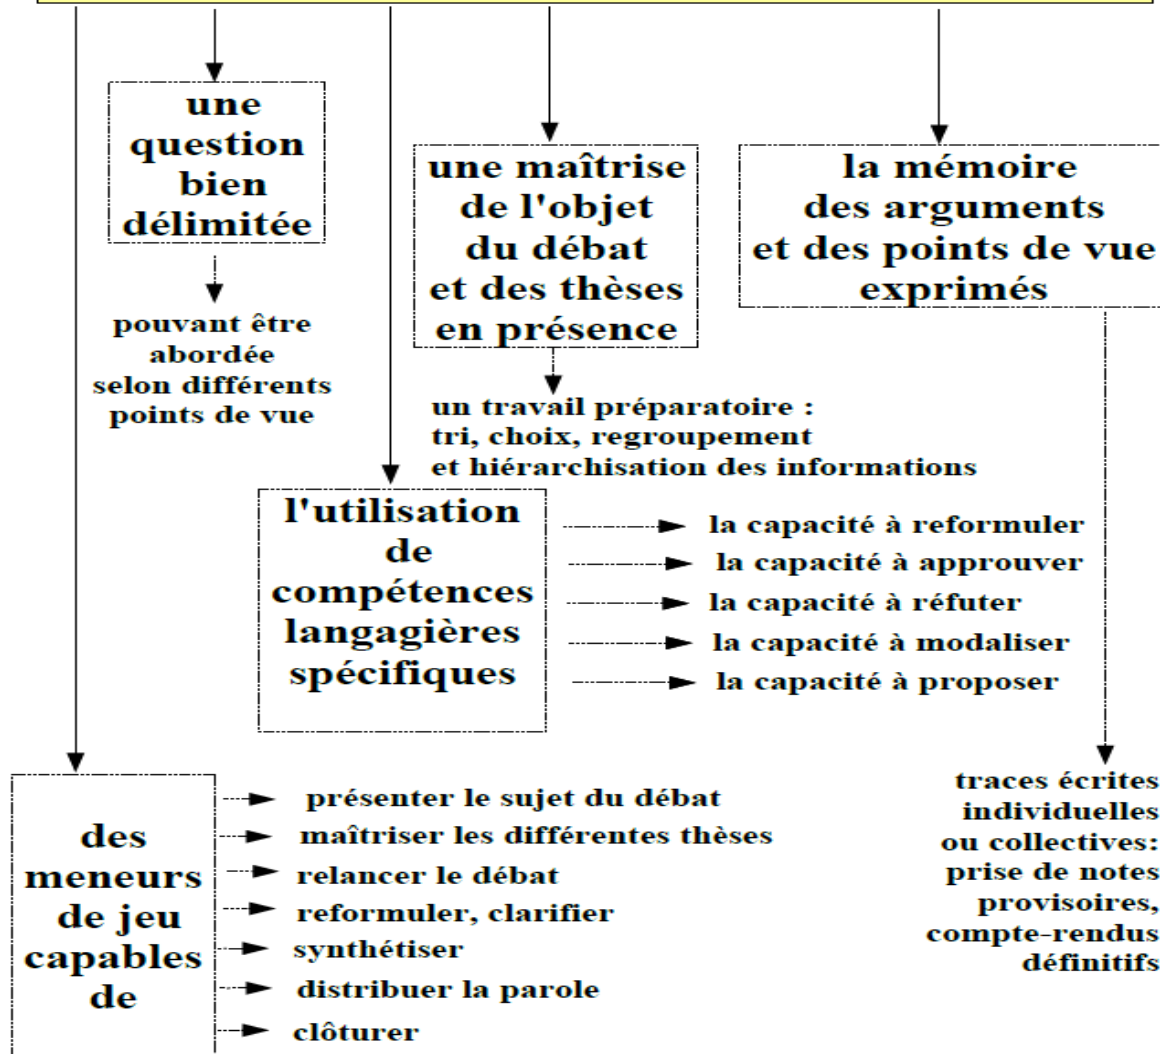 une
question
bien
délimitée
pouvant être
abordée
selon différents
points de vue
une maîtrise
de l'objet
du débat
et des thèses
en présence
un travail préparatoire :
tri, choix, regroupement
et hiérarchisation des informations
la mémoire
des arguments
et des points de vue
exprimés
l'utilisation
de
compétences
langagières
spécifiques
la capacité à reformuler
la capacité à approuver
la capacité à réfuter
la capacité à modaliser
la capacité à proposer
des
meneurs
de jeu
capables
de
présenter le sujet du débat
maîtriser les différentes thèses
relancer le débat
reformuler, clarifier
synthétiser
distribuer la parole
clôturer
traces écrites
individuelles
ou collectives:
prise de notes
provisoires,
compte-rendus
définitifs